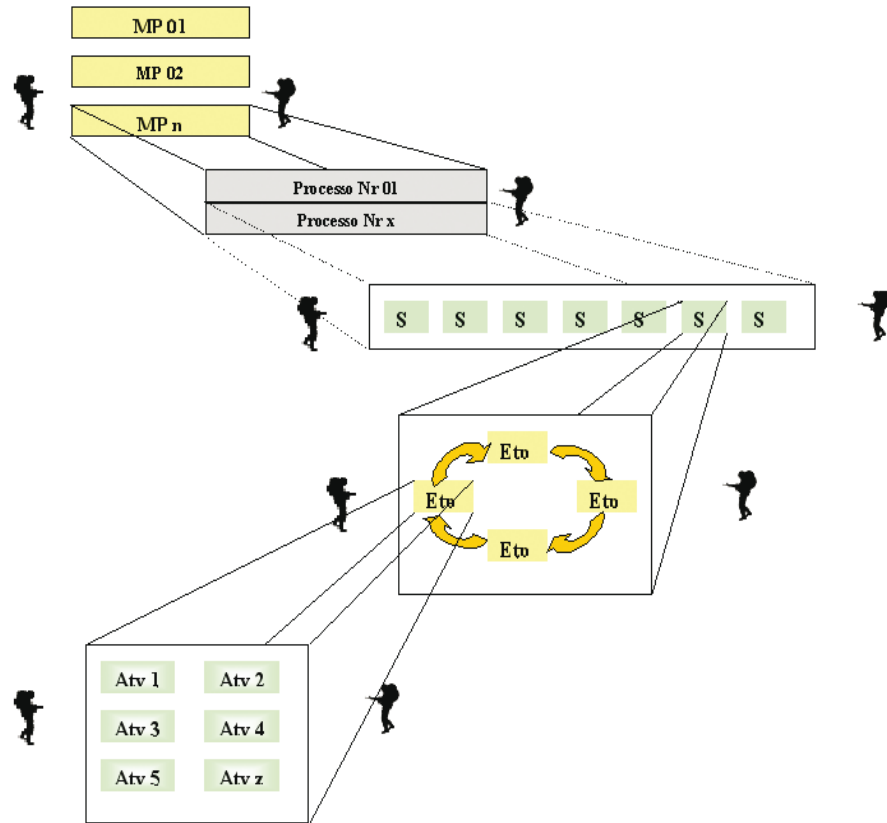 MP 01
MP 02
MP n
Processo Nr 01
Processo Nr x
S S S S S S S
Eto
Eto Eto
Eto
Atv 1 Atv 2
Atv 3 Atv 4
Atv 5 Atv z